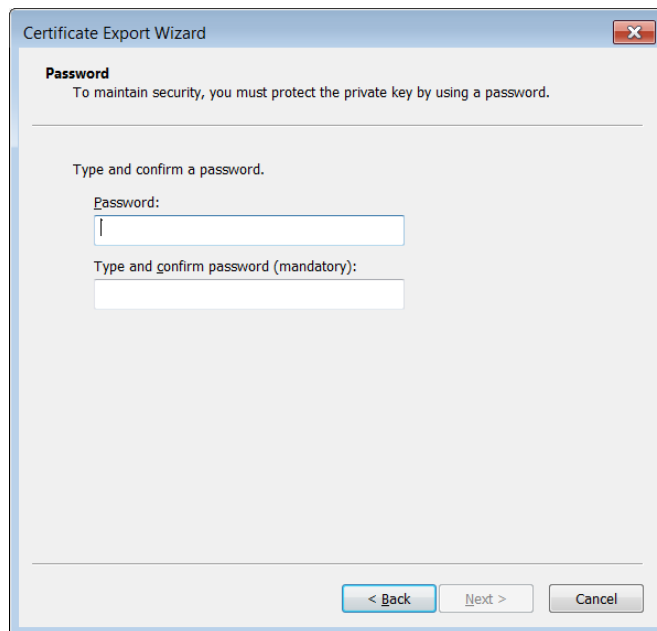 Certificate Export Wizard
Password
To maintain security, you must protect the private key by using a password.
Type and confirm a password.
Password:
Type and confirm password (mandatory):
< Back Next > Cancel